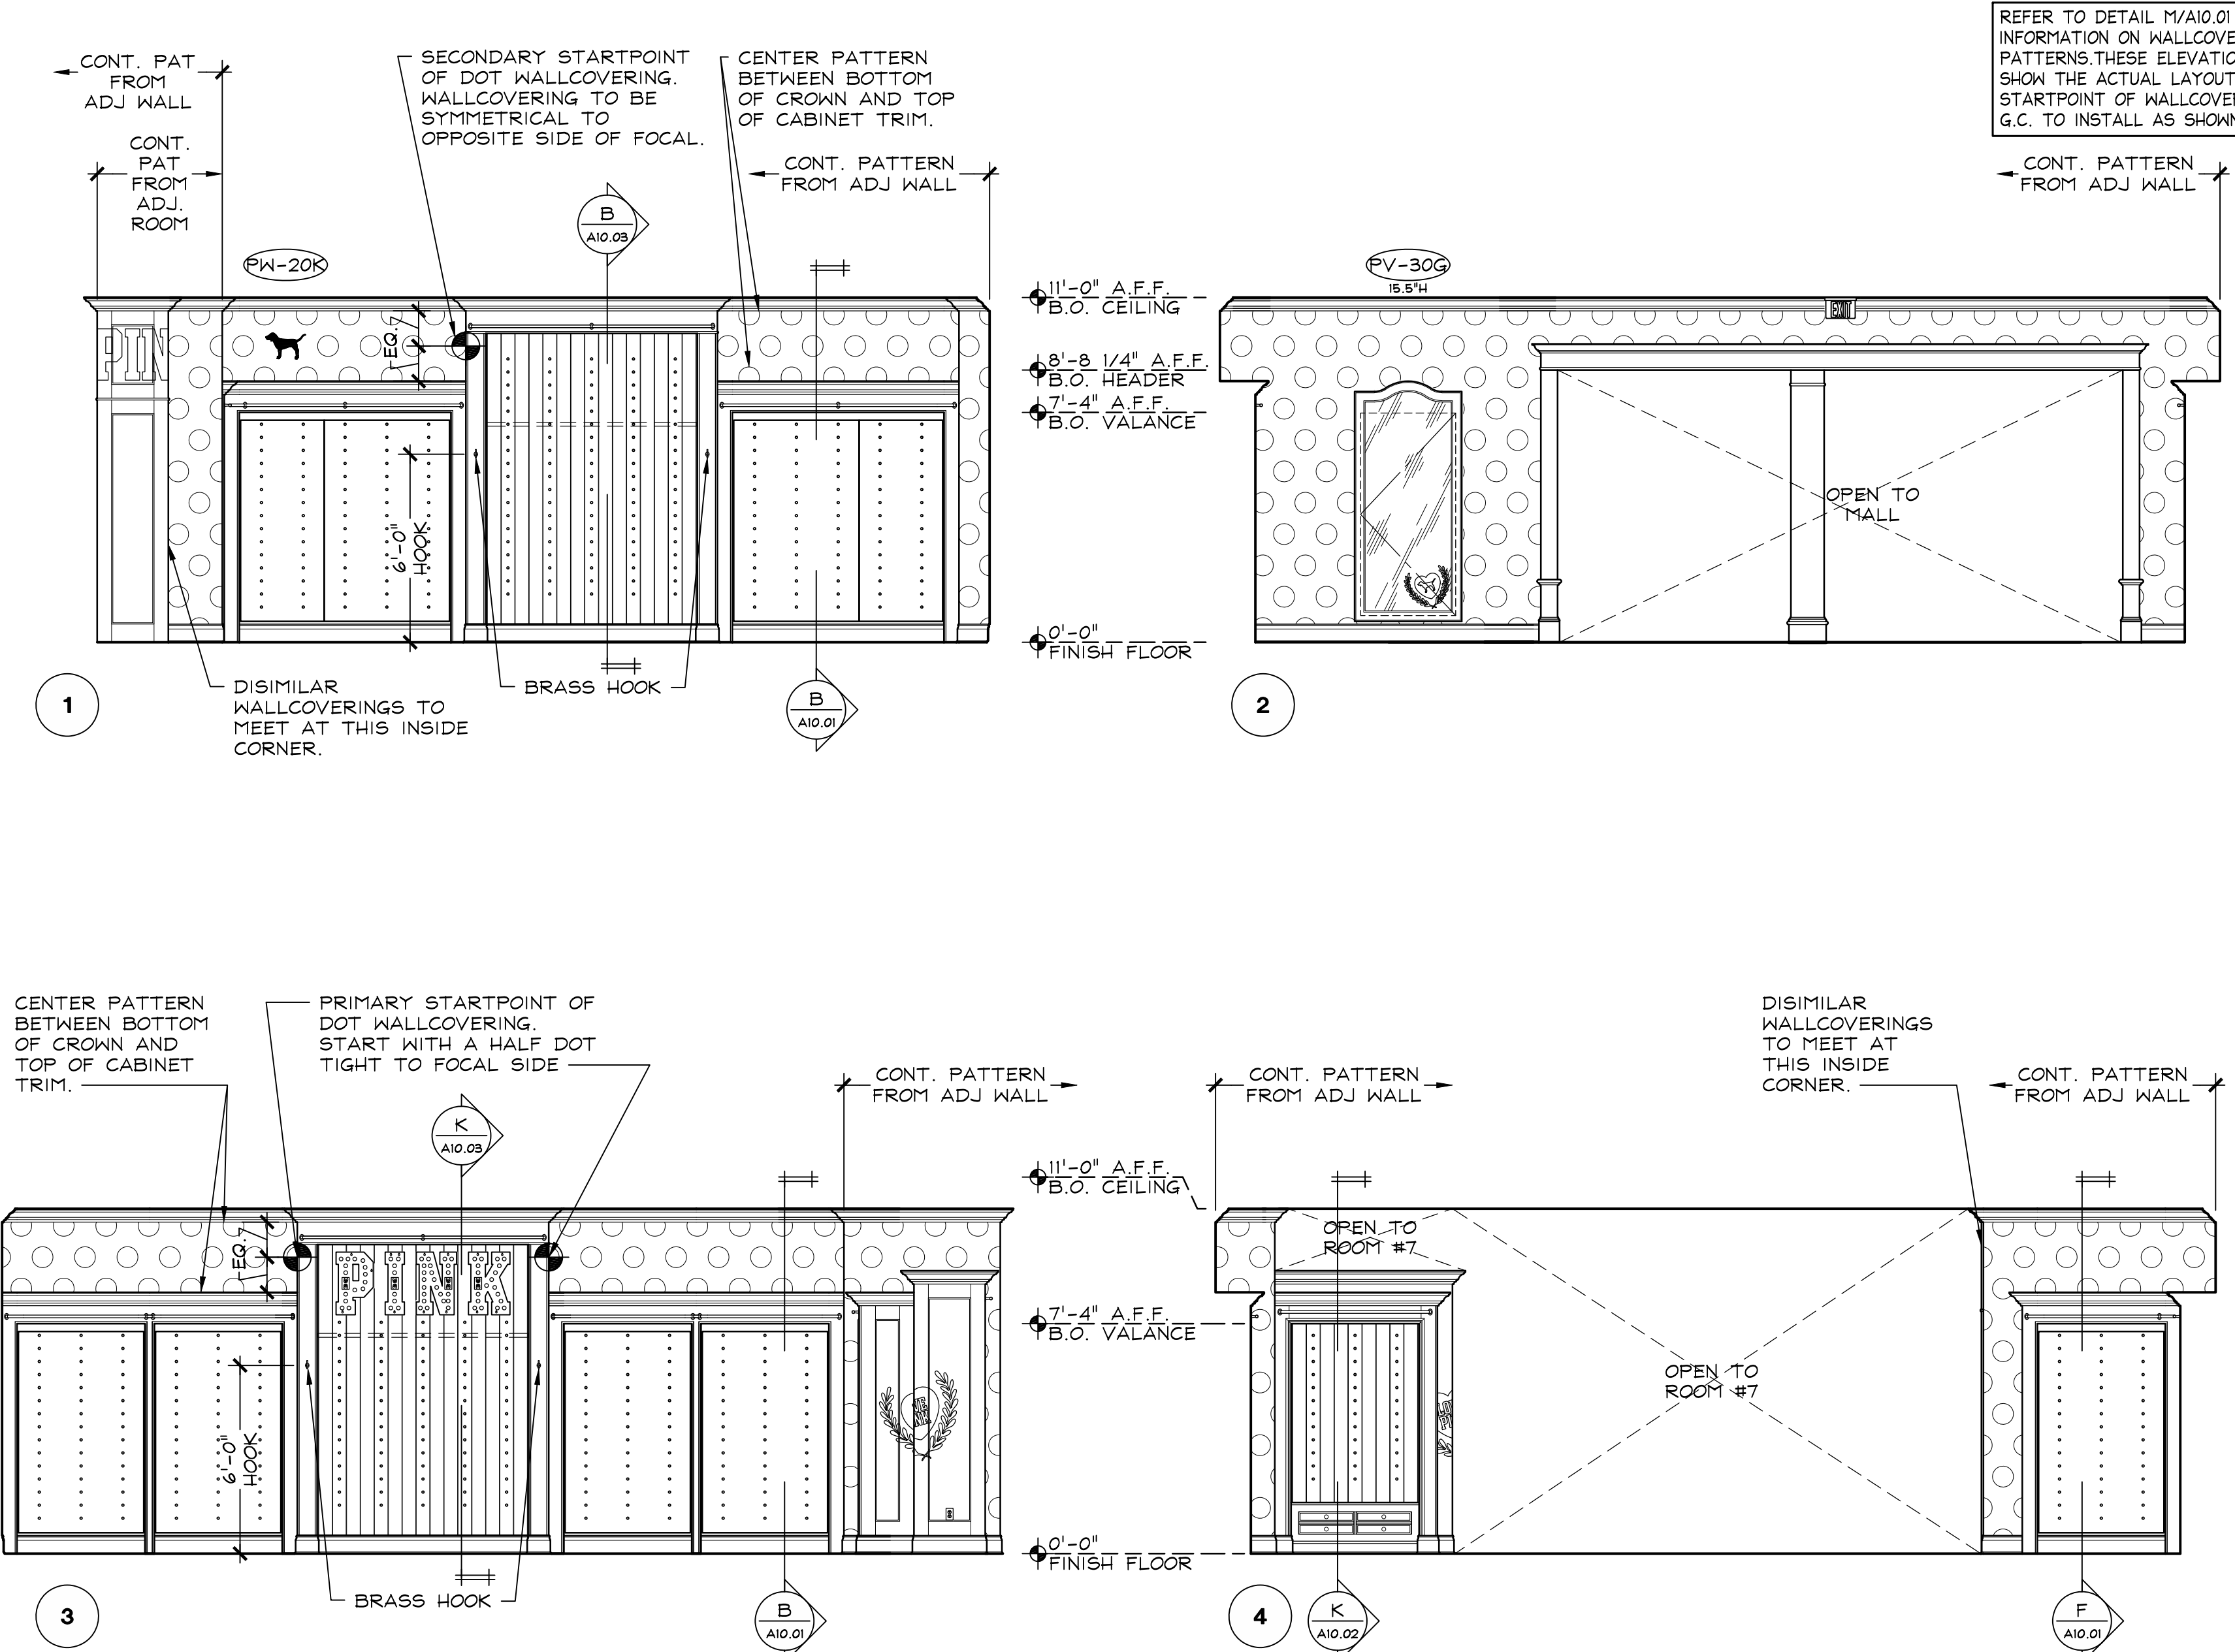 REFER TO DETAIL M/A10.01
INFORMATION ON WALLCOVE
PATTERNS.THESE ELEVATIO
SHOW THE ACTUAL LAYOUT
STARTPOINT OF WALLCOVE
G.C. TO INSTALL AS SHOWN
CONT. PAT
FROM
ADJ WALL
CONT.
PAT
FROM
ADJ.
ROOM
SECONDARY STARTPOINT
OF DOT WALLCOVERING.
WALLCOVERING TO BE
SYMMETRICAL TO
OPPOSITE SIDE OF FOCAL.
CENTER PATTERN
BETWEEN BOTTOM
OF CROWN AND TOP
OF CABINET TRIM.
CONT. PATTERN
FROM ADJ WALL
B
A10.03
PW-20K
PIN
EQ.
6'-0"
HOOK
BRASS HOOK
B
A10.01
DISIMILAR
WALLCOVERINGS TO
MEET AT THIS INSIDE
CORNER.
1
11'-0" A.F.F.
B.O. CEILING
8'-8 1/4" A.F.F.
B.O. HEADER
7'-4" A.F.F.
B.O. VALANCE
0'-0"
FINISH FLOOR
CONT. PATTERN
FROM ADJ WALL
PV-30G
15.5"H
EXIT
OPEN TO
MALL
2
CENTER PATTERN
BETWEEN BOTTOM
OF CROWN AND
TOP OF CABINET
TRIM.
PRIMARY STARTPOINT OF
DOT WALLCOVERING.
START WITH A HALF DOT
TIGHT TO FOCAL SIDE
CONT. PATTERN
FROM ADJ WALL
K
A10.03
EQ.
PINK
6'-0"
HOOK
BRASS HOOK
B
A10.01
3
11'-0" A.F.F.
B.O. CEILING
7'-4" A.F.F.
B.O. VALANCE
0'-0"
FINISH FLOOR
CONT. PATTERN
FROM ADJ WALL
DISIMILAR
WALLCOVERINGS
TO MEET AT
THIS INSIDE
CORNER.
CONT. PATTERN
FROM ADJ WALL
OPEN TO
ROOM #7
OPEN TO
ROOM #7
4
K
A10.02
F
A10.01